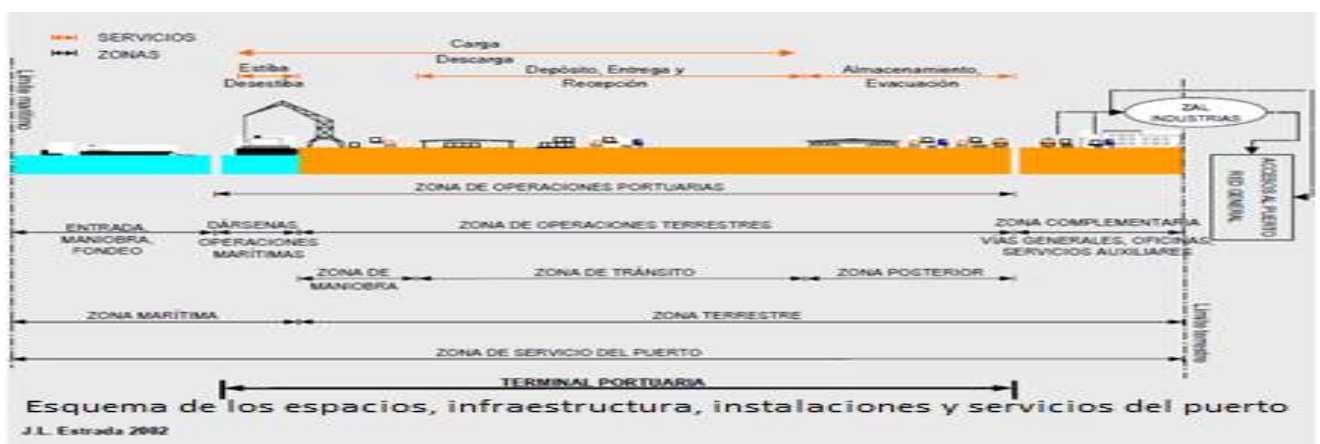 SERVICIOS
ZONAS
Carga
Descarga
Estiba
Desestiba
Depósito, Entrega y
Recepción
Almacenamiento,
Evacuación
Límite marítimo
ZAL
INDUSTRIAS
ACCESOS AL PUERTO
RED GENERAL
ZONA DE OPERACIONES PORTUARIAS
ENTRADA,
MANIOBRA,
FONDEO
DÁRSENAS,
OPERACIONES
MARÍTIMAS
ZONA DE OPERACIONES TERRESTRES
ZONA COMPLEMENTARIA
VÍAS GENERALES, OFICINAS,
SERVICIOS AUXILIARES
ZONA DE
MANIOBRA
ZONA DE TRÁNSITO
ZONA POSTERIOR
ZONA MARÍTIMA
ZONA TERRESTRE
Límite terrestre
ZONA DE SERVICIO DEL PUERTO
TERMINAL PORTUARIA
Esquema de los espacios, infraestructura, instalaciones y servicios del puerto
J.L. Estrada 2002